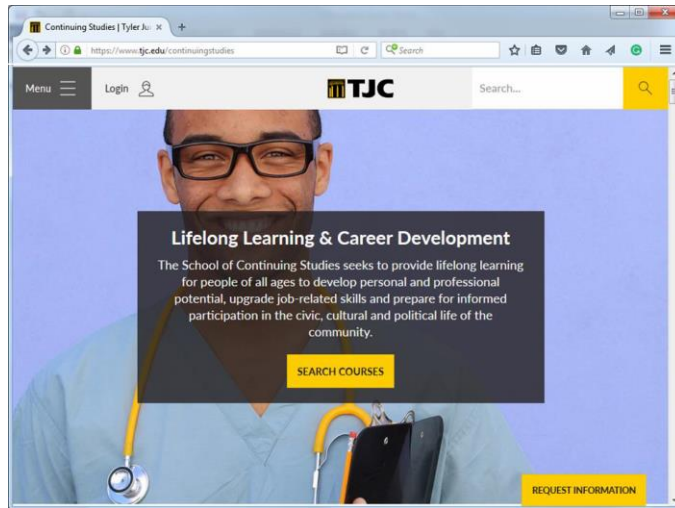 Continuing Studies | Tyler Ju
https://www.tjc.edu/continuingstudies
Search
Menu
Login
TJC
Search...
Lifelong Learning & Career Development
The School of Continuing Studies seeks to provide lifelong learning
for people of all ages to develop personal and professional
potential, upgrade job-related skills and prepare for informed
participation in the civic, cultural and political life of the
community.
SEARCH COURSES
REQUEST INFORMATION